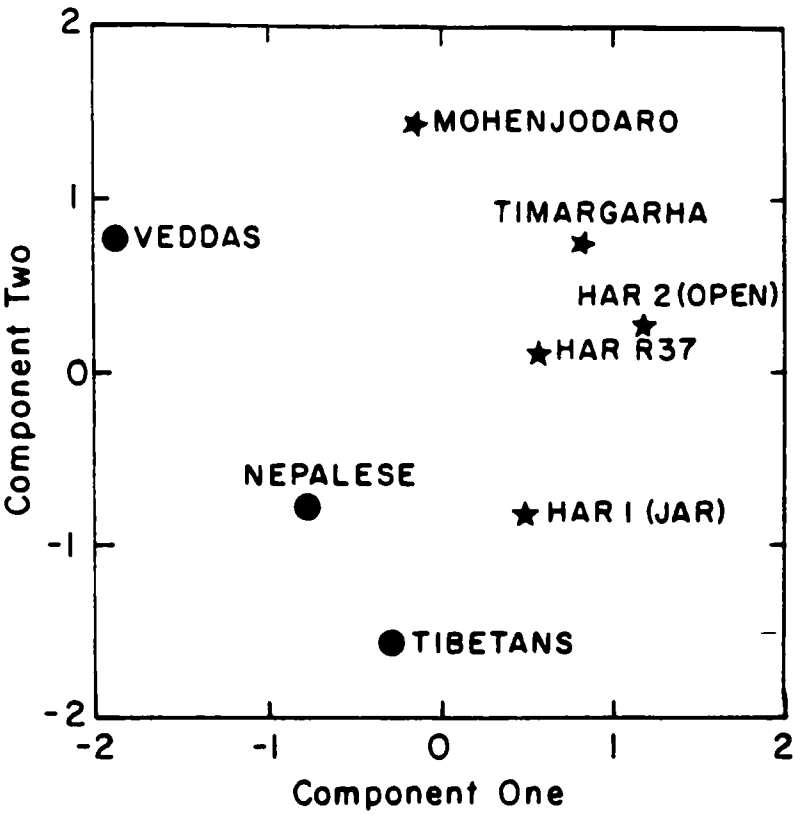 2
MOHENJODARO
1
TIMARGARHA
VEDDAS
HAR 2 (OPEN)
HAR R37
0
NEPALESE
HAR 1 (JAR)
-1
TIBETANS
-2
-2 -1 0 1 2
Component One
Component Two